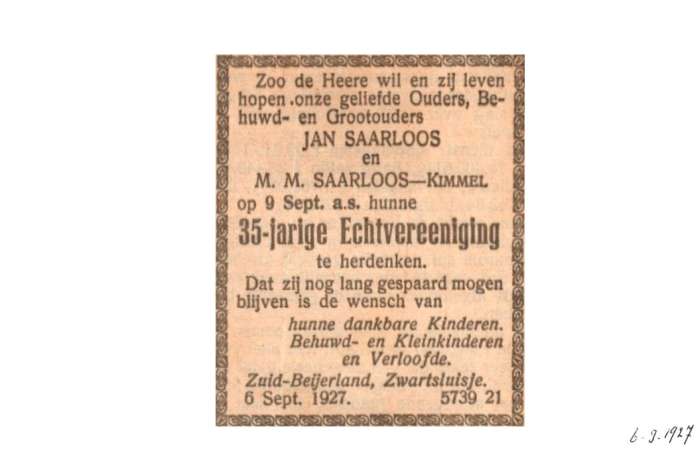 Zoo de Heere wil en zij leven
hopen onze geliefde Ouders, Be-
huwd- en Grootouders
JAN SAARLOOS
en
M. M. SAARLOOS—KIMMEL
op 9 Sept. a.s. hunne
35-jarige Echtvereeniging
te herdenken.
Dat zij nog lang gespaard mogen
blijven is de wensch van
hunne dankbare Kinderen.
Behuwd- en Kleinkinderen
en Verloofde.
Zuid-Beijerland, Zwartsluisje.
6 Sept. 1927. 5739 21
6-9-1927